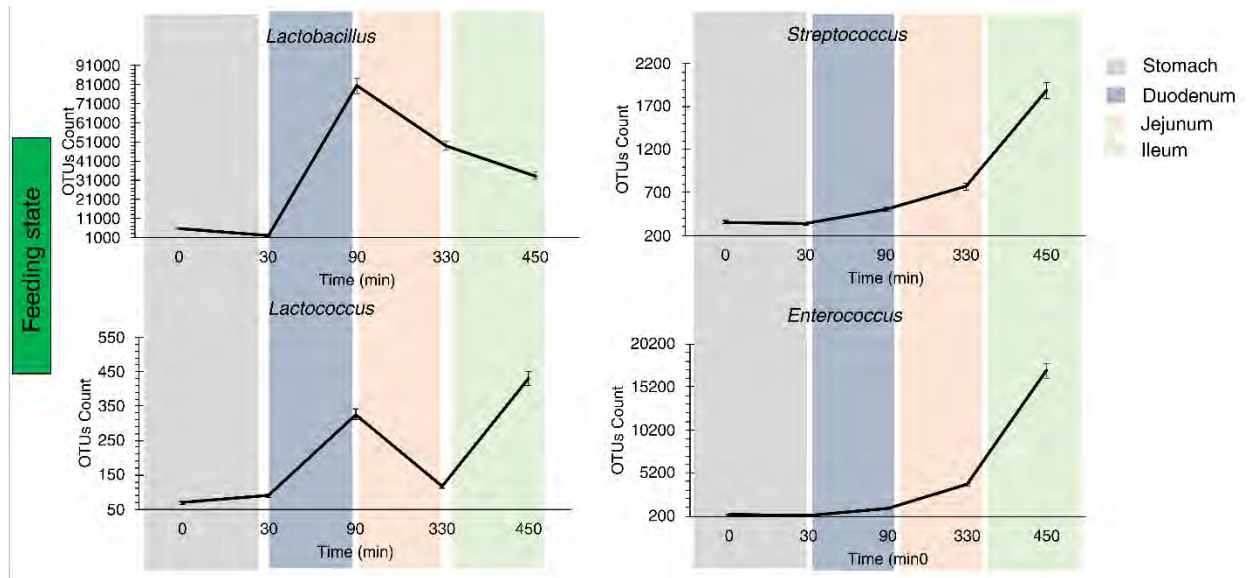 Feeding state
Lactobacillus
OTUs Count
91000
81000
71000
61000
51000
41000
31000
21000
11000
1000
0 30 90 330 450
Time (min)
Streptococcus
OTUs Count
2200
1700
1200
700
200
0 30 90 330 450
Time (min)
Stomach
Duodenum
Jejunum
Ileum
Lactococcus
OTUs Count
550
450
350
250
150
50
0 30 90 330 450
Time (min)
Enterococcus
OTUs Count
20200
15200
10200
5200
200
0 30 90 330 450
Time (min0